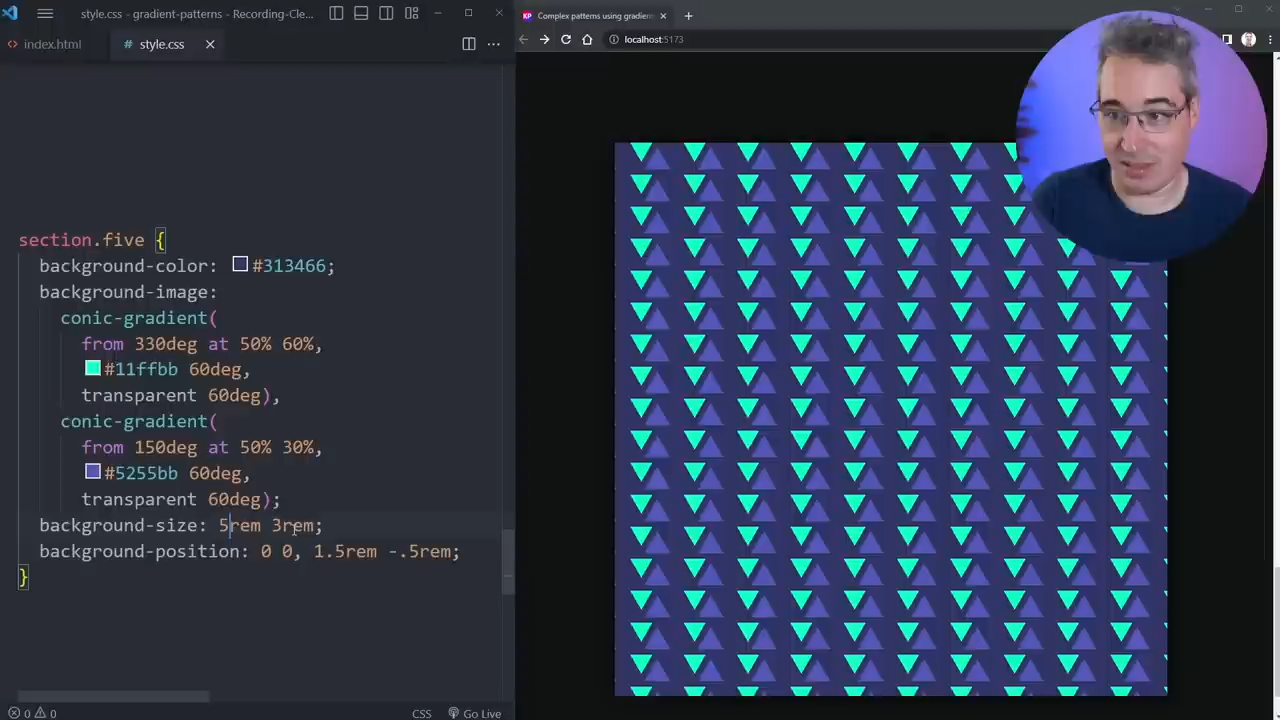 style.css - gradient-patterns - Recording-Cle...
index.html
style.css
section.five {
background-color: #313466;
background-image:
conic-gradient(
from 330deg at 50% 60%,
#11ffbb 60deg,
transparent 60deg),
conic-gradient(
from 150deg at 50% 30%,
#5255bb 60deg,
transparent 60deg);
background-size: 5rem 3rem;
background-position: 0 0, 1.5rem -.5rem;
}
0 0
CSS
Go Live
KP
Complex patterns using gradien
localhost:5173